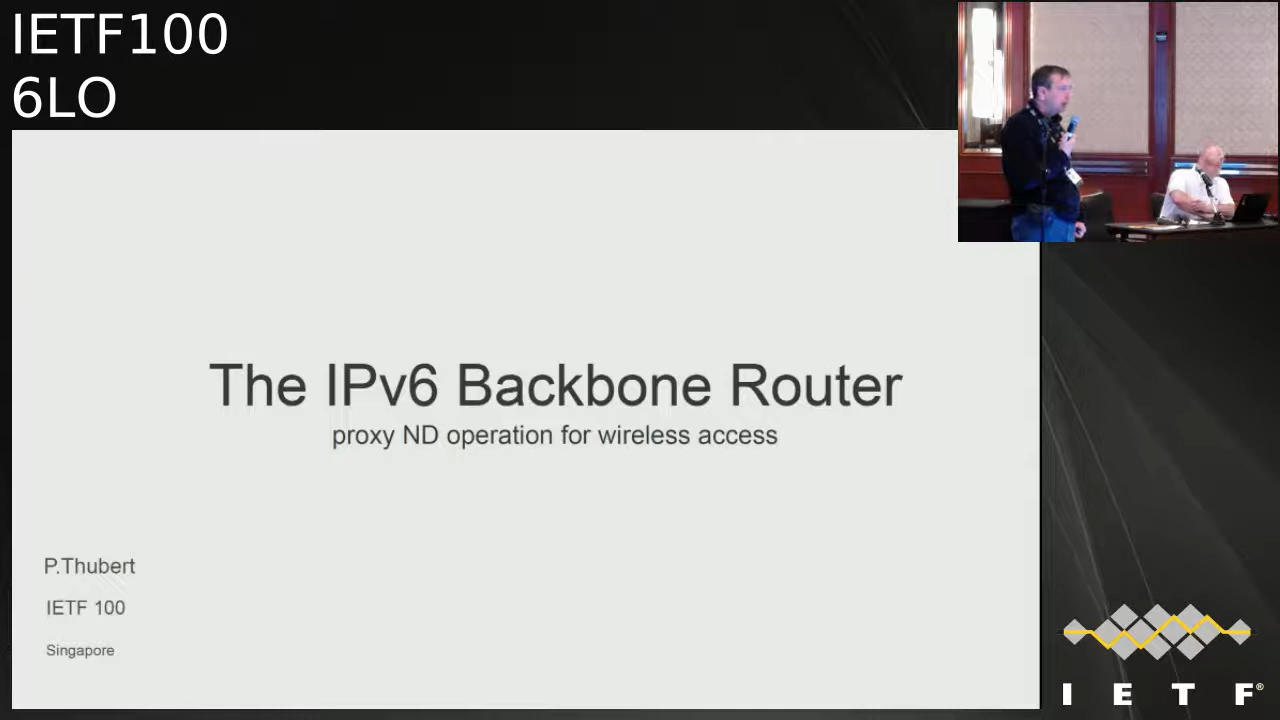 IETF100
6LO
The IPv6 Backbone Router
proxy ND operation for wireless access
P.Thubert
IETF 100
Singapore
I E T F®